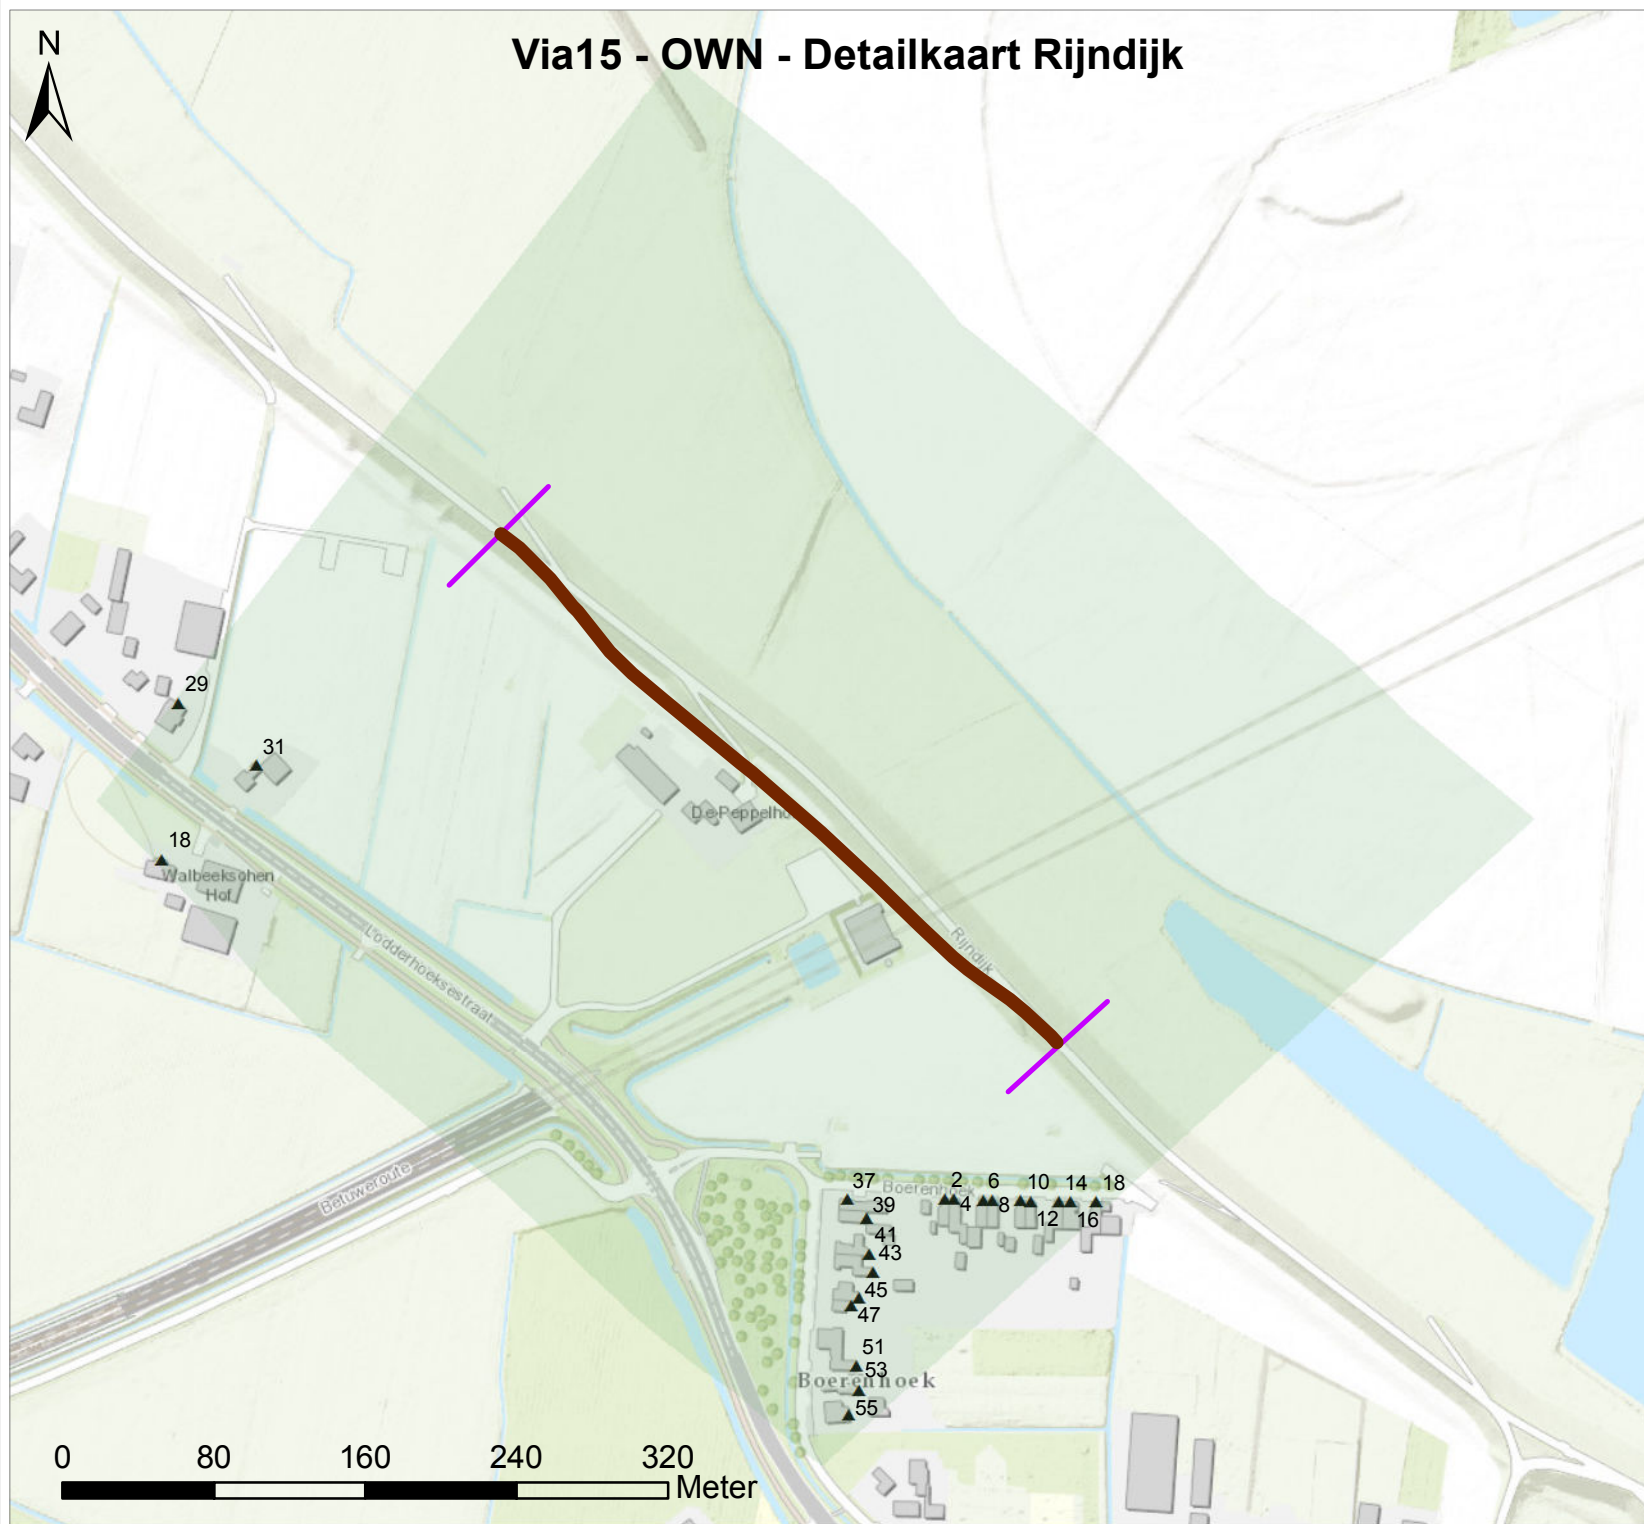 Via15 - OWN - Detailkaart Rijndijk
N
29
31
18
Walbeekschen
Hof
De Peppelho
Lodderhoeksestraat
Rijndijk
Betuweroute
37
39
41
43
45
47
51
53
55
Boerenhoek
2
4
6
8
10
12
14
16
18
Boerenhoek
0 80 160 240 320
Meter